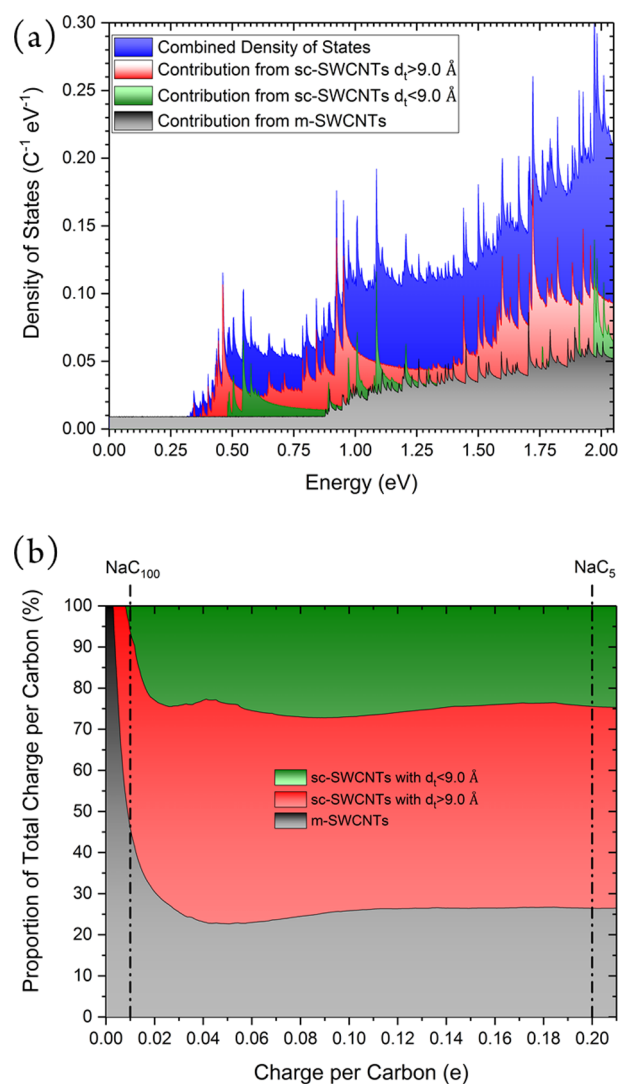 (a)
0.30
0.25
0.20
0.15
0.10
0.05
0.00
Density of States (C⁻¹ eV⁻¹)
Combined Density of States
Contribution from sc-SWCNTs dₜ>9.0 Å
Contribution from sc-SWCNTs dₜ<9.0 Å
Contribution from m-SWCNTs
0.00 0.25 0.50 0.75 1.00 1.25 1.50 1.75 2.00
Energy (eV)
(b)
NaC₁₀₀ NaC₅
100
90
80
70
60
50
40
30
20
10
0
Proportion of Total Charge per Carbon (%)
sc-SWCNTs with dₜ<9.0 Å
sc-SWCNTs with dₜ>9.0 Å
m-SWCNTs
0.00 0.02 0.04 0.06 0.08 0.10 0.12 0.14 0.16 0.18 0.20
Charge per Carbon (e)